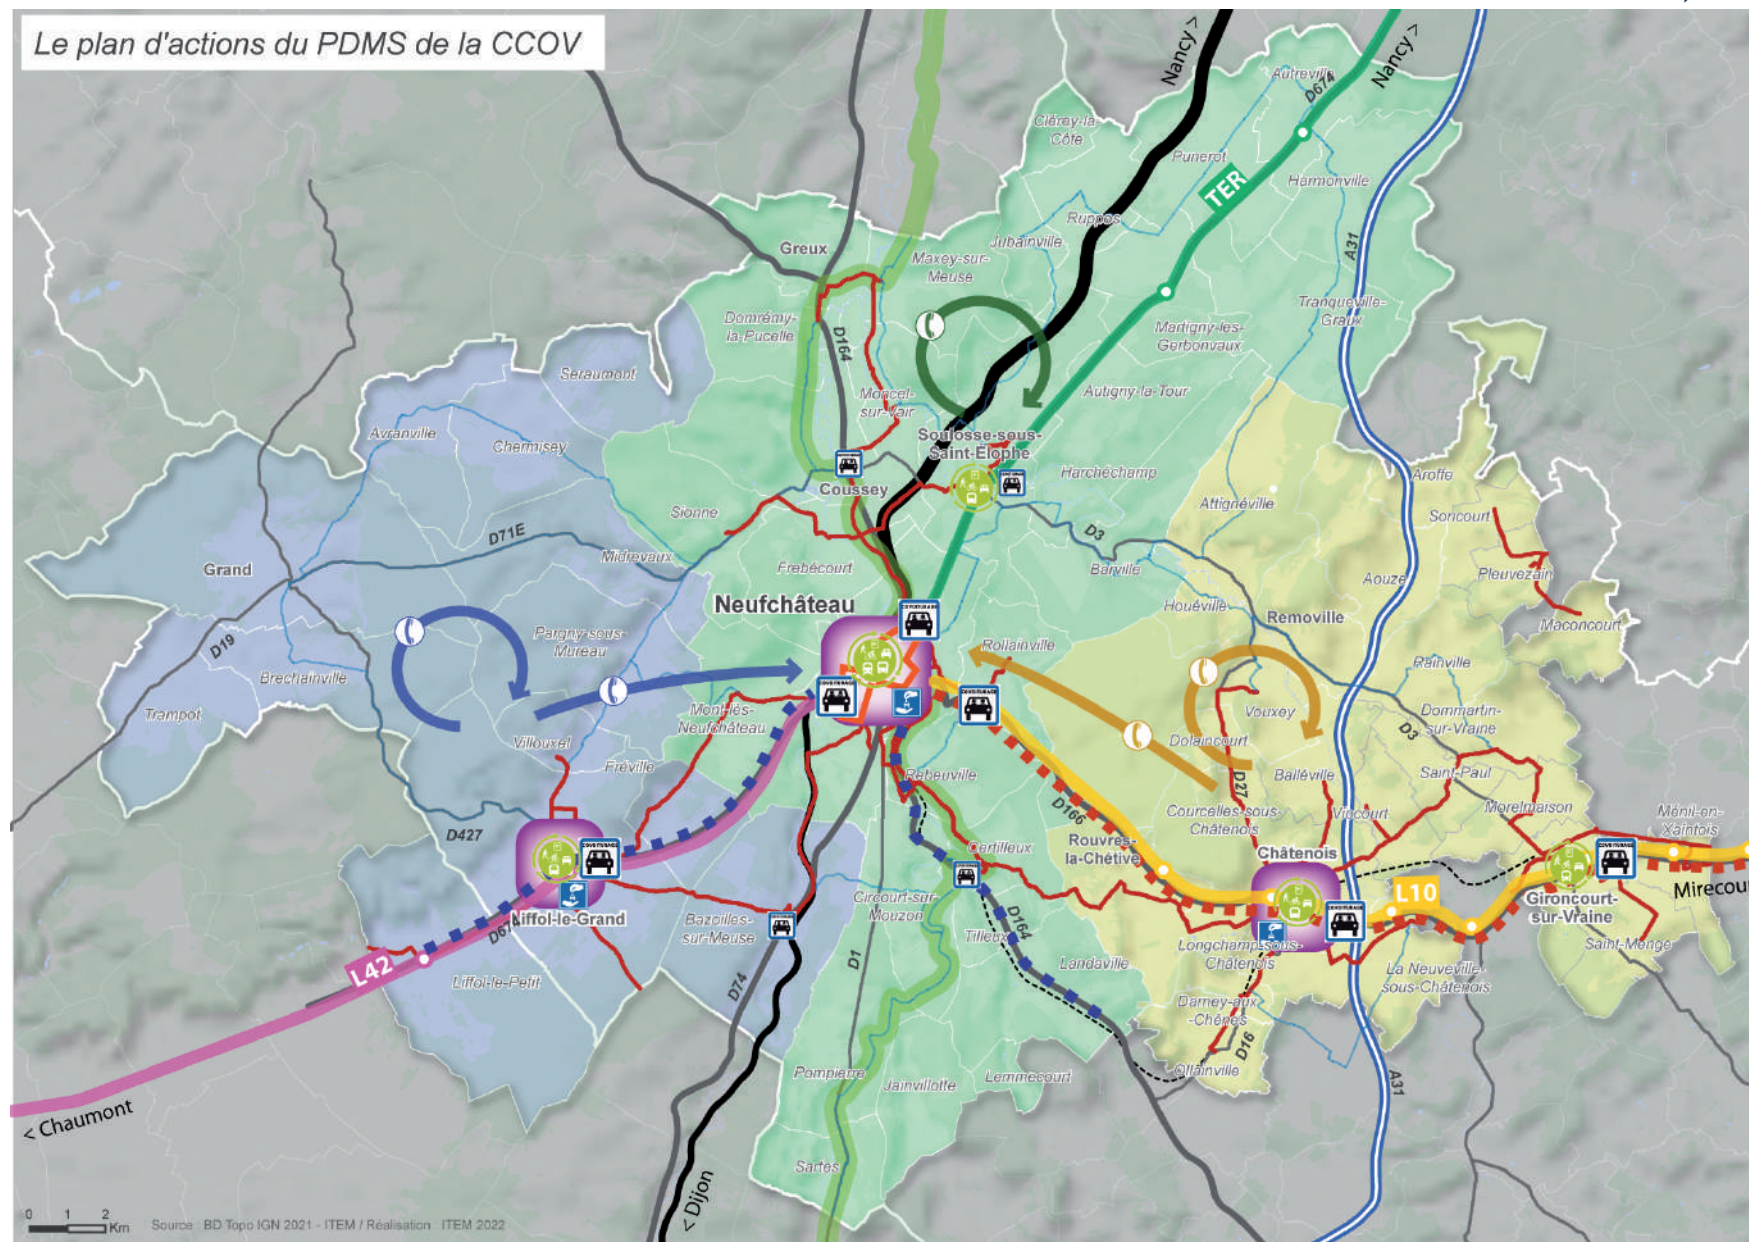 Le plan d'actions du PDMS de la CCOV
Nancy >
Nancy >
Autreville
D674
Clérey-la-
Côte
Punerot
Harmonville
TER
Ruppes
Jubainville
A31
Greux
Maxey-sur-
Meuse
Tranqueville-
Graux
Domrémy-
la-Pucelle
D164
Martigny-les-
Gerbonvaux
Seraumont
Autigny-la-Tour
Moncel-
sur-Vair
Avranville
Chermisey
Soulosse-sous-
Saint-Élophe
Harchéchamp
Aroffe
Coussey
Attignéville
Soncourt
Sionne
D71E
D3
Midrevaux
Frebécourt
Barville
Grand
Aouze
Pleuvezain
Neufchâteau
COVOITURAGE
Houéville
Removille
Maconcourt
D19
Pargny-sous-
Mureau
Rollainville
Rainville
Brechainville
COVOITURAGE
COVOITURAGE
Trampot
Mont-lès-
Neufchâteau
Vouxey
Dommartin-
sur-Vraine
D3
Villouxel
Dolaincourt
Fréville
Rebeuville
D27
Balléville
Saint-Paul
D166
Courcelles-sous-
Châtenois
Viocourt
Morelmaison
Ménil-en-
Xaintois
D427
Rouvres-
la-Chétive
Certilleux
Châtenois
COVOITURAGE
COVOITURAGE
Mirecour
L10
Gironcourt-
sur-Vraine
Circourt-sur-
Mouzon
COVOITURAGE
Liffol-le-Grand
D674
Bazoilles-
sur-Meuse
D164
Tilleux
Longchamp-sous-
Châtenois
Saint-Menge
L42
D1
Landaville
La Neuveville-
sous-Châtenois
Liffol-le-Petit
D74
Darney-aux
-Chênes
D16
Pompierre
Jainvillotte
Lemmecourt
Ollainville
A31
< Chaumont
Sartes
< Dijon
0 1 2
Km
Source : BD Topo IGN 2021 - ITEM / Réalisation : ITEM 2022